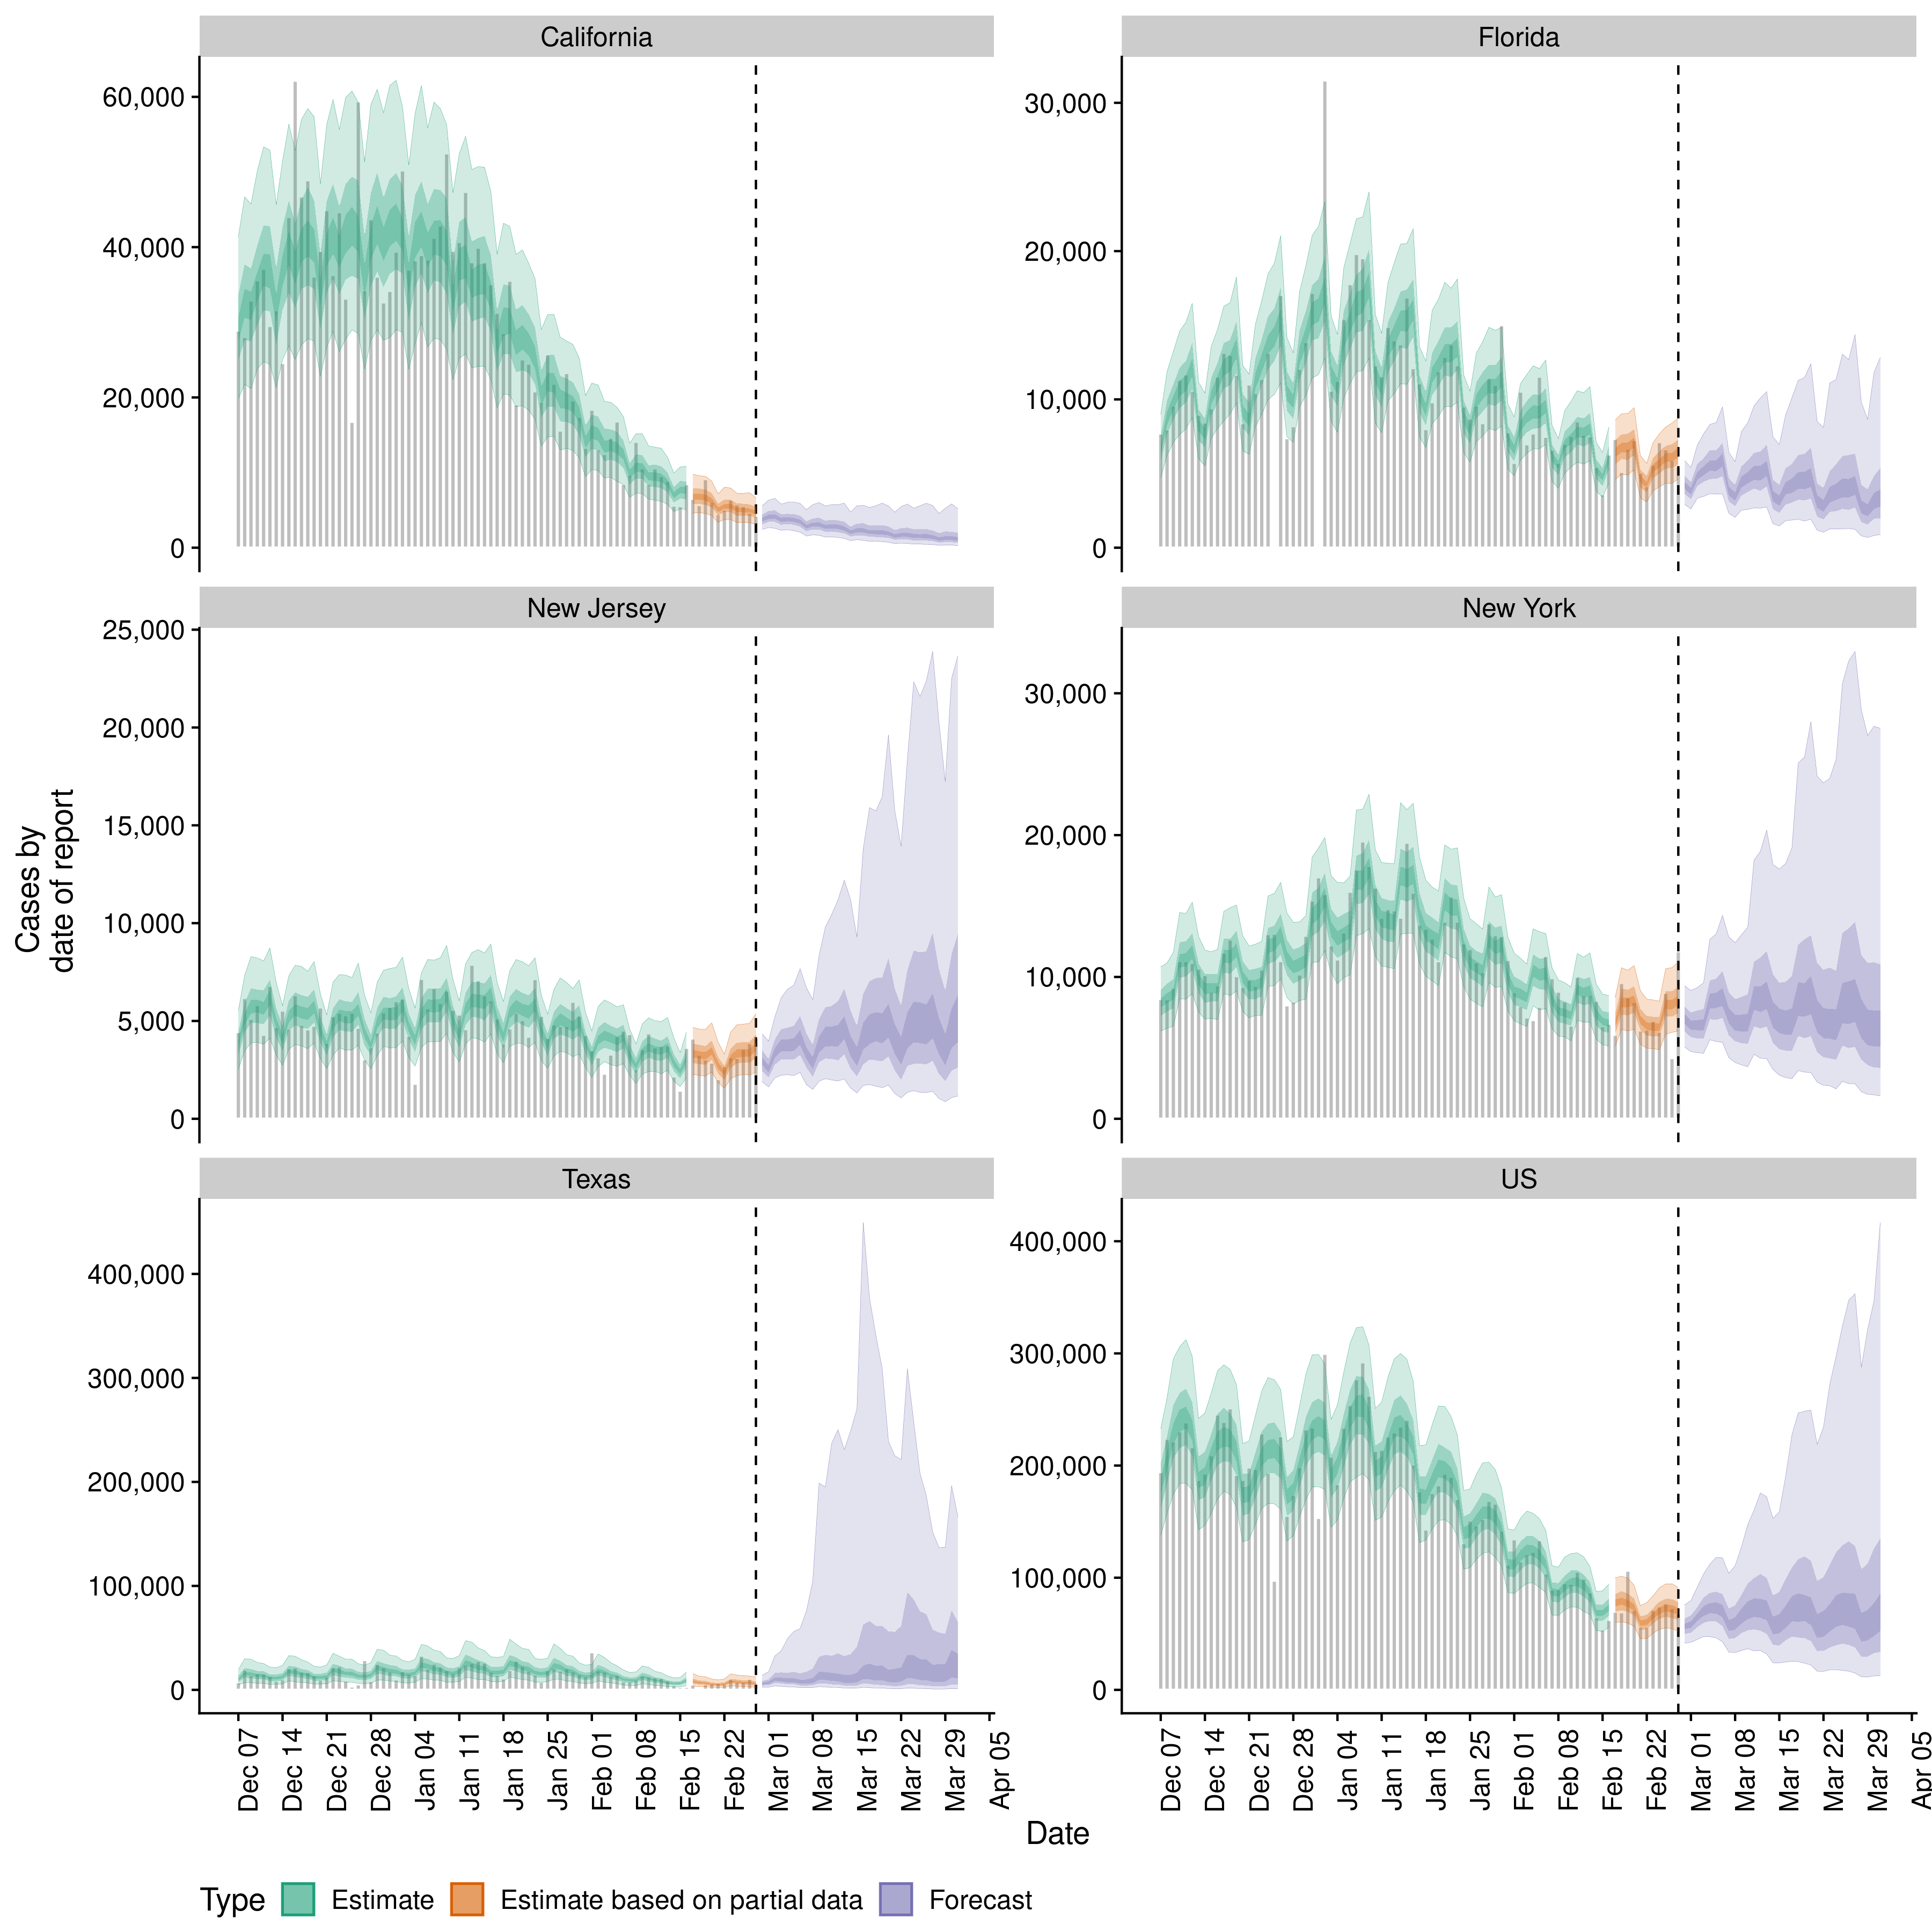 California
Florida
60,000
40,000
20,000
0
30,000
20,000
10,000
0
New Jersey
New York
25,000
20,000
15,000
10,000
5,000
0
30,000
20,000
10,000
0
Texas
US
400,000
300,000
200,000
100,000
0
400,000
300,000
200,000
100,000
0
Cases by
date of report
Dec 07
Dec 14
Dec 21
Dec 28
Jan 04
Jan 11
Jan 18
Jan 25
Feb 01
Feb 08
Feb 15
Feb 22
Mar 01
Mar 08
Mar 15
Mar 22
Mar 29
Apr 05
Dec 07
Dec 14
Dec 21
Dec 28
Jan 04
Jan 11
Jan 18
Jan 25
Feb 01
Feb 08
Feb 15
Feb 22
Mar 01
Mar 08
Mar 15
Mar 22
Mar 29
Apr 05
Date
Type Estimate Estimate based on partial data Forecast